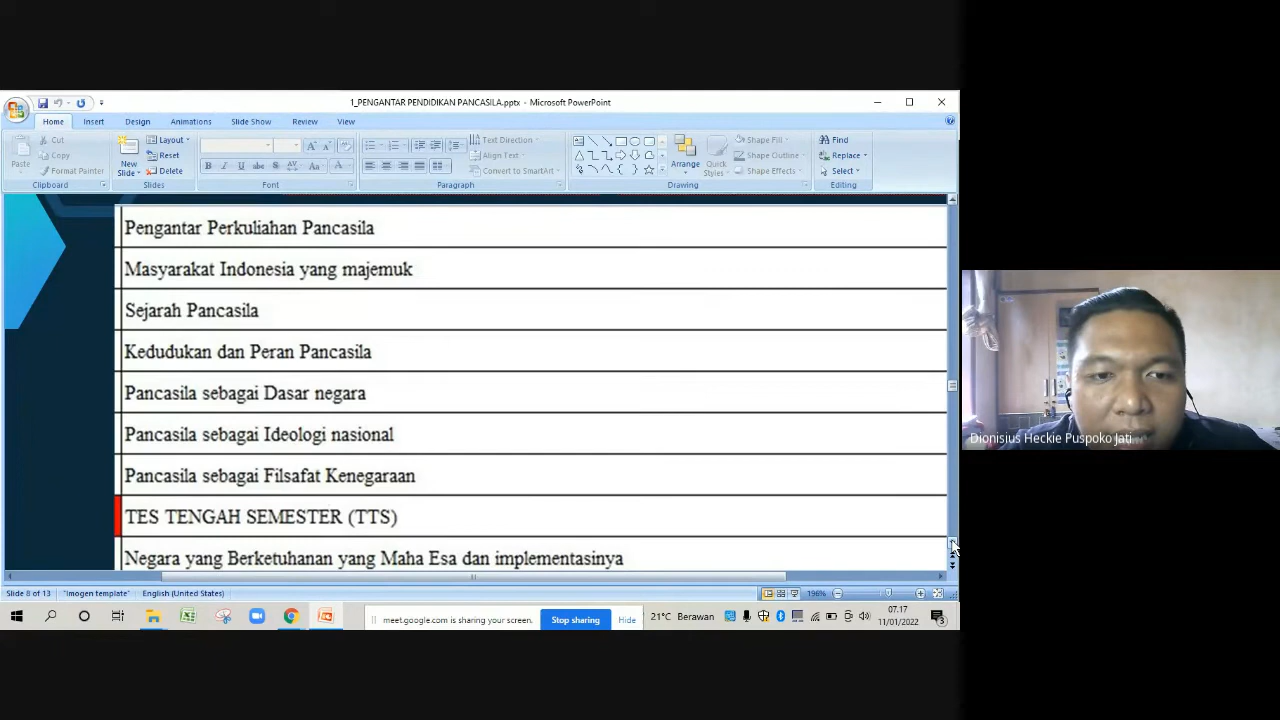 1_PENGANTAR PENDIDIKAN PANCASILA.pptx - Microsoft PowerPoint
Home Insert Design Animations Slide Show Review View
Paste
Cut
Copy
Format Painter
Clipboard
New Slide
Layout
Reset
Delete
Slides
B I U abc S AV Aa A
Font
Text Direction
Align Text
Convert to SmartArt
Paragraph
Arrange
Quick Styles
Shape Fill
Shape Outline
Shape Effects
Drawing
Find
Replace
Select
Editing
Pengantar Perkuliahan Pancasila
Masyarakat Indonesia yang majemuk
Sejarah Pancasila
Kedudukan dan Peran Pancasila
Pancasila sebagai Dasar negara
Pancasila sebagai Ideologi nasional
Pancasila sebagai Filsafat Kenegaraan
TES TENGAH SEMESTER (TTS)
Negara yang Berketuhanan yang Maha Esa dan implementasinya
Dionisius Heckie Puspoko Jati
Slide 8 of 13 "Imogen template" English (United States) 196%
meet.google.com is sharing your screen. Stop sharing Hide
21°C Berawan
07.17
11/01/2022
3